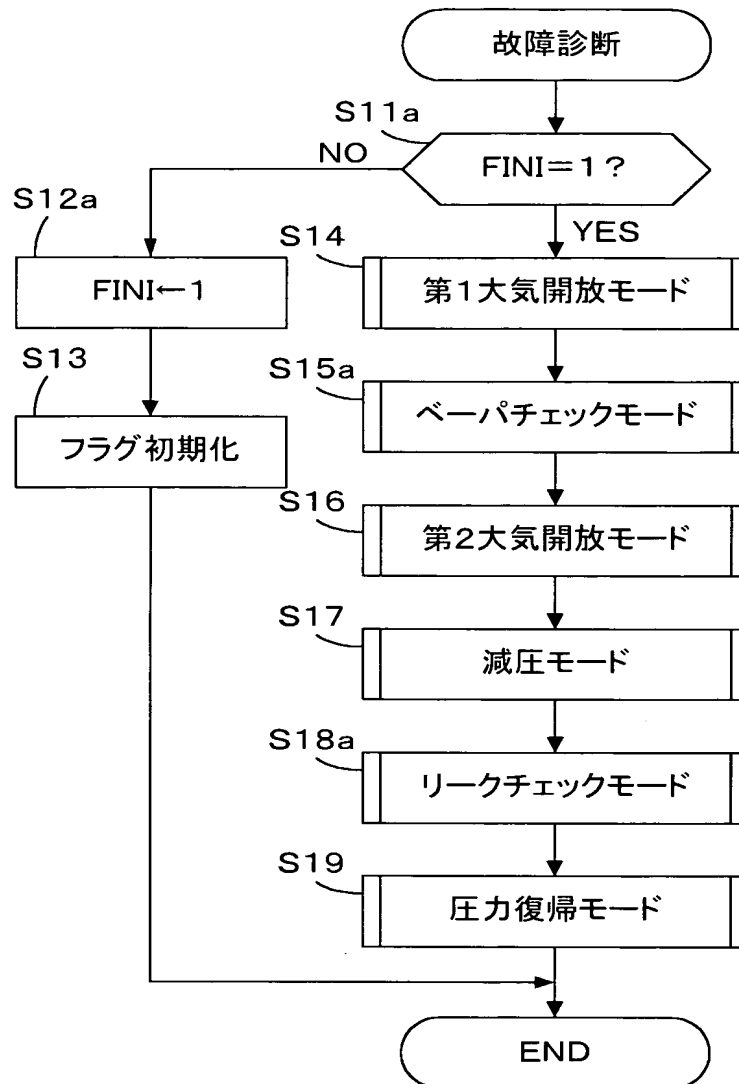 故障診断
S11a
FINI=1?
NO
YES
S12a
FINI←1
S13
フラグ初期化
S14
第1大気開放モード
S15a
ベーパチェックモード
S16
第2大気開放モード
S17
減圧モード
S18a
リークチェックモード
S19
圧力復帰モード
END